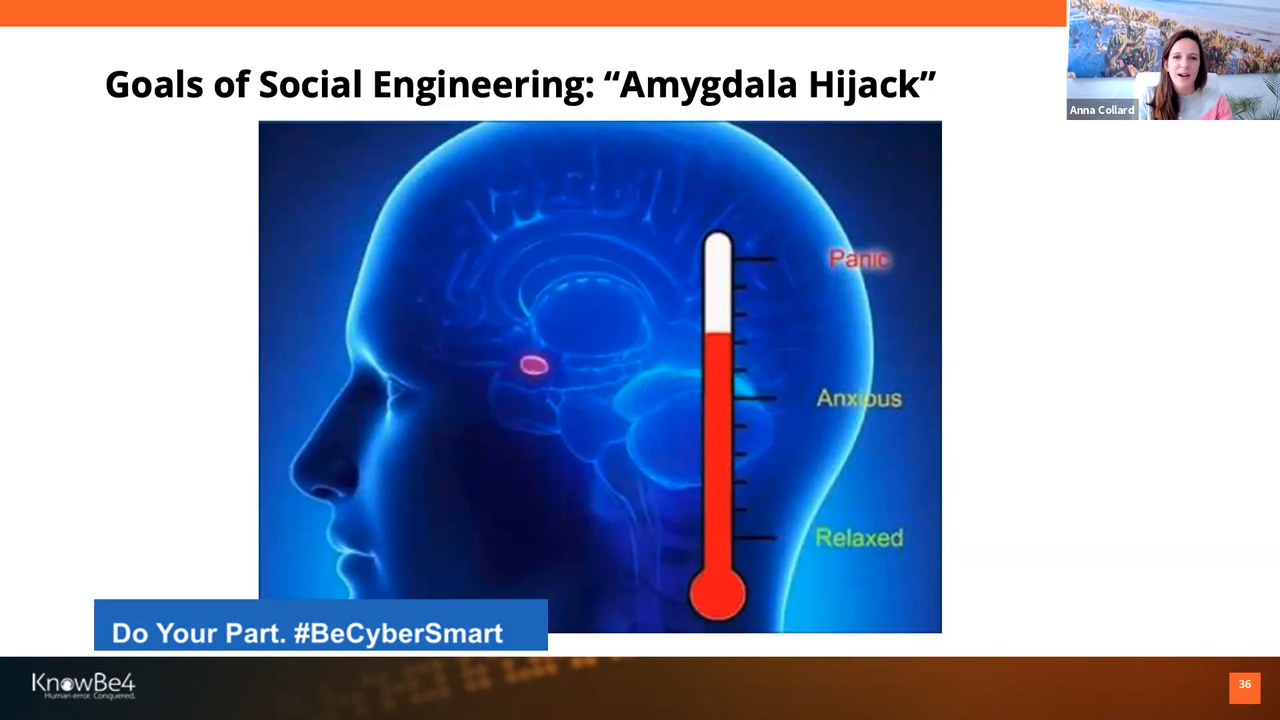 Goals of Social Engineering: “Amygdala Hijack”
Anna Collard
Panic
Anxious
Relaxed
Do Your Part. #BeCyberSmart
KnowBe4
Human error. Conquered.
36